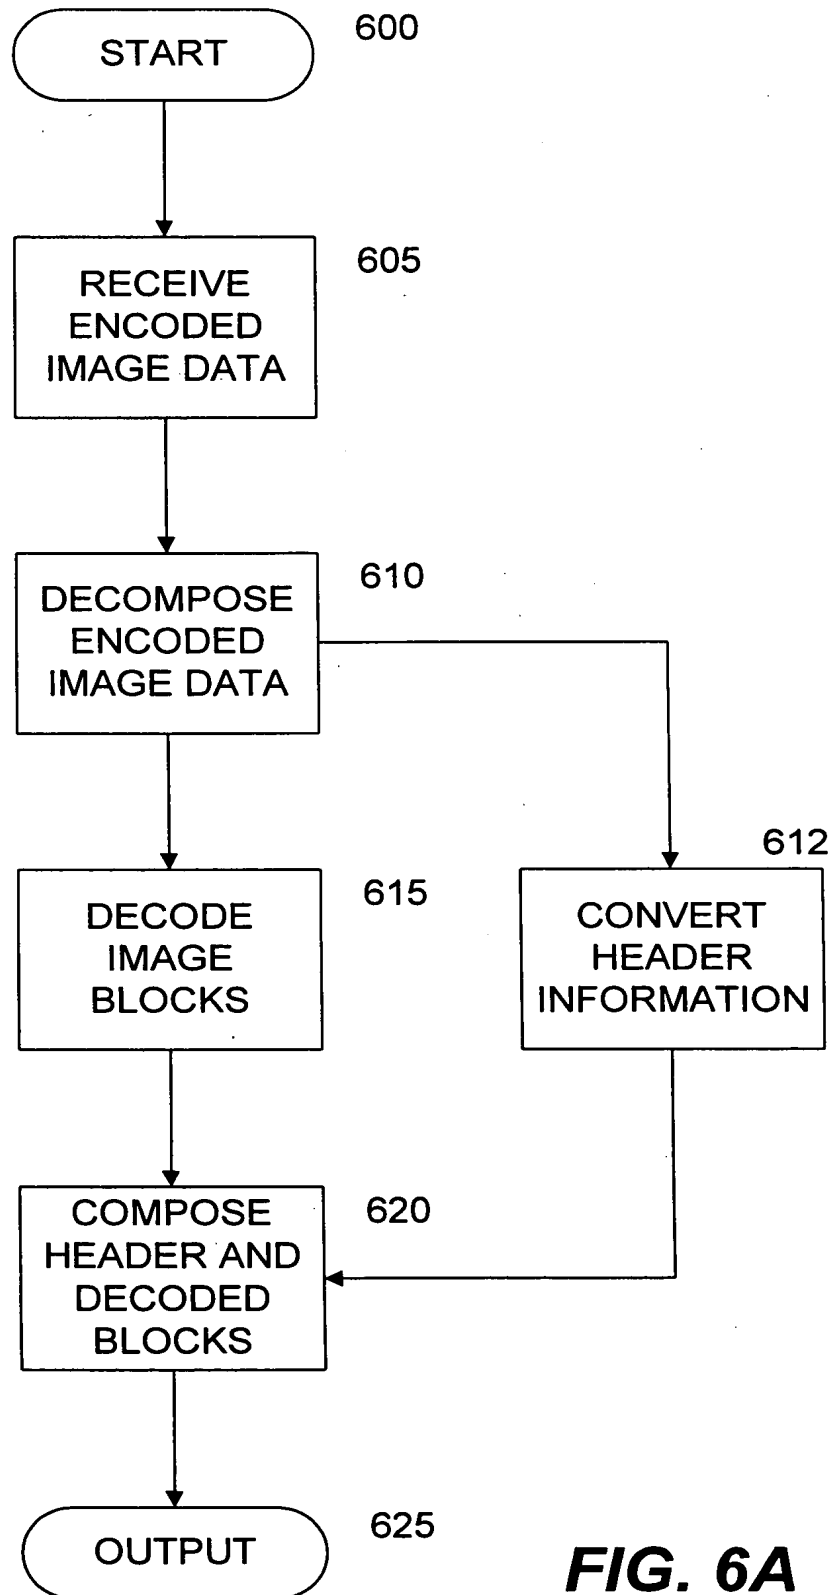 START
600
RECEIVE
ENCODED
IMAGE DATA
605
DECOMPOSE
ENCODED
IMAGE DATA
610
DECODE
IMAGE
BLOCKS
615
CONVERT
HEADER
INFORMATION
612
COMPOSE
HEADER AND
DECODED
BLOCKS
620
OUTPUT
625
FIG. 6A